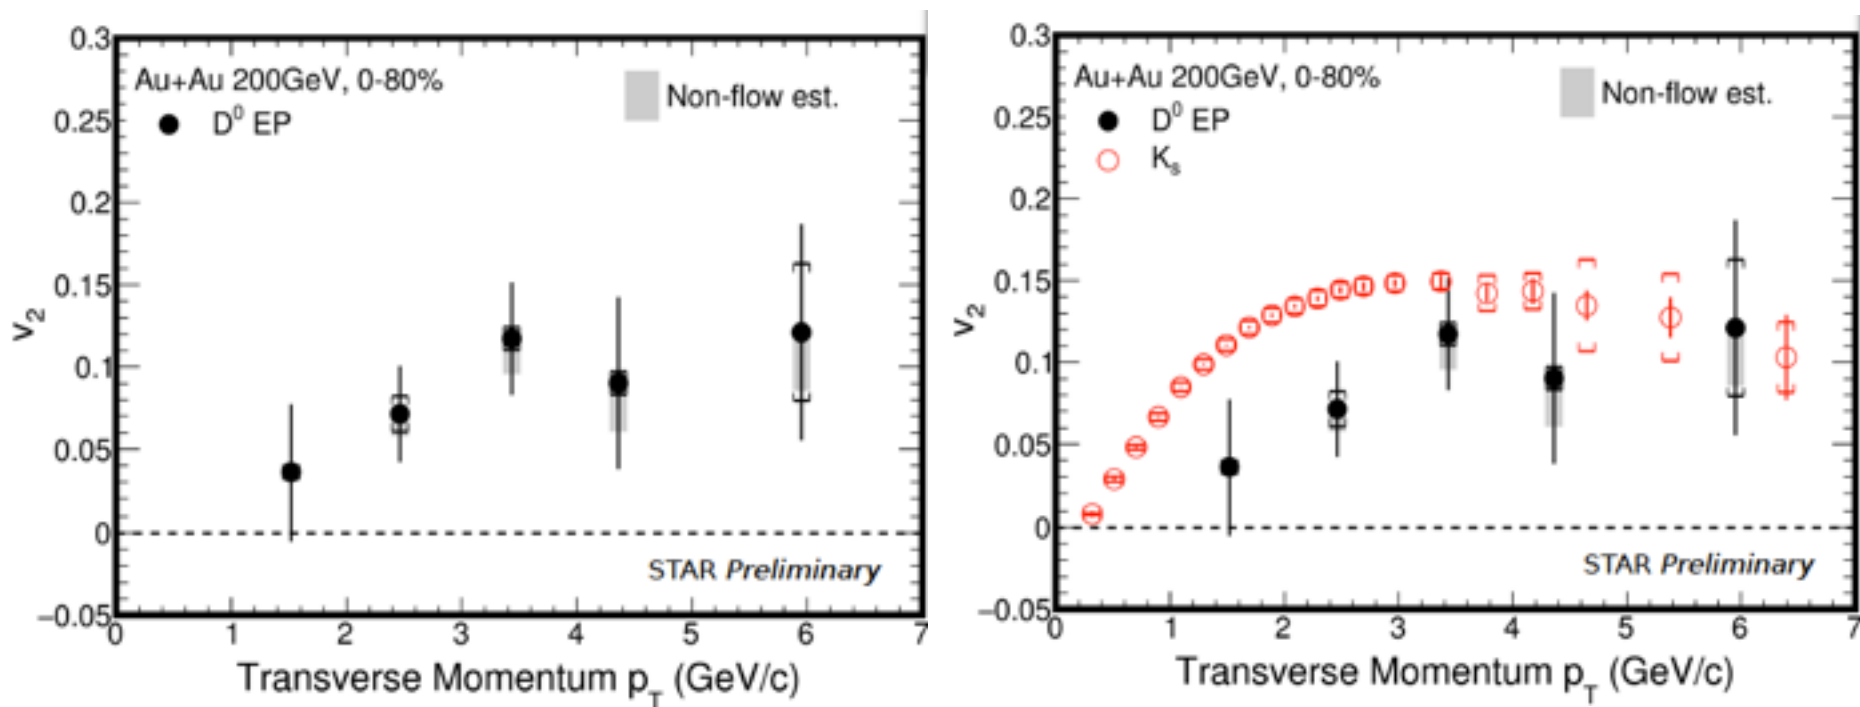 0.3
0.25
0.2
0.15
0.1
0.05
0
−0.05
v₂
Au+Au 200GeV, 0-80%
D⁰ EP
Non-flow est.
STAR Preliminary
0 1 2 3 4 5 6 7
Transverse Momentum p_T (GeV/c)
0.3
0.25
0.2
0.15
0.1
0.05
0
−0.05
v₂
Au+Au 200GeV, 0-80%
D⁰ EP
Kₛ
Non-flow est.
STAR Preliminary
0 1 2 3 4 5 6 7
Transverse Momentum p_T (GeV/c)